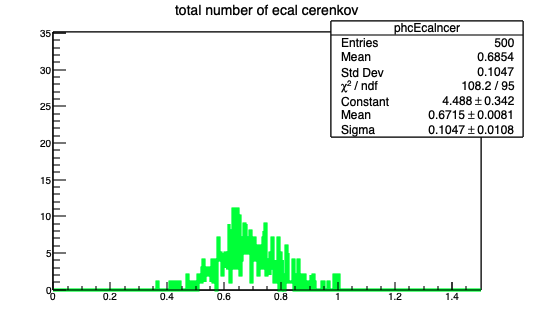 total number of ecal cerenkov
phcEcalncer
Entries 500
Mean 0.6854
Std Dev 0.1047
χ² / ndf 108.2 / 95
Constant 4.488 ± 0.342
Mean 0.6715 ± 0.0081
Sigma 0.1047 ± 0.0108
35
30
25
20
15
10
5
0
0 0.2 0.4 0.6 0.8 1 1.2 1.4